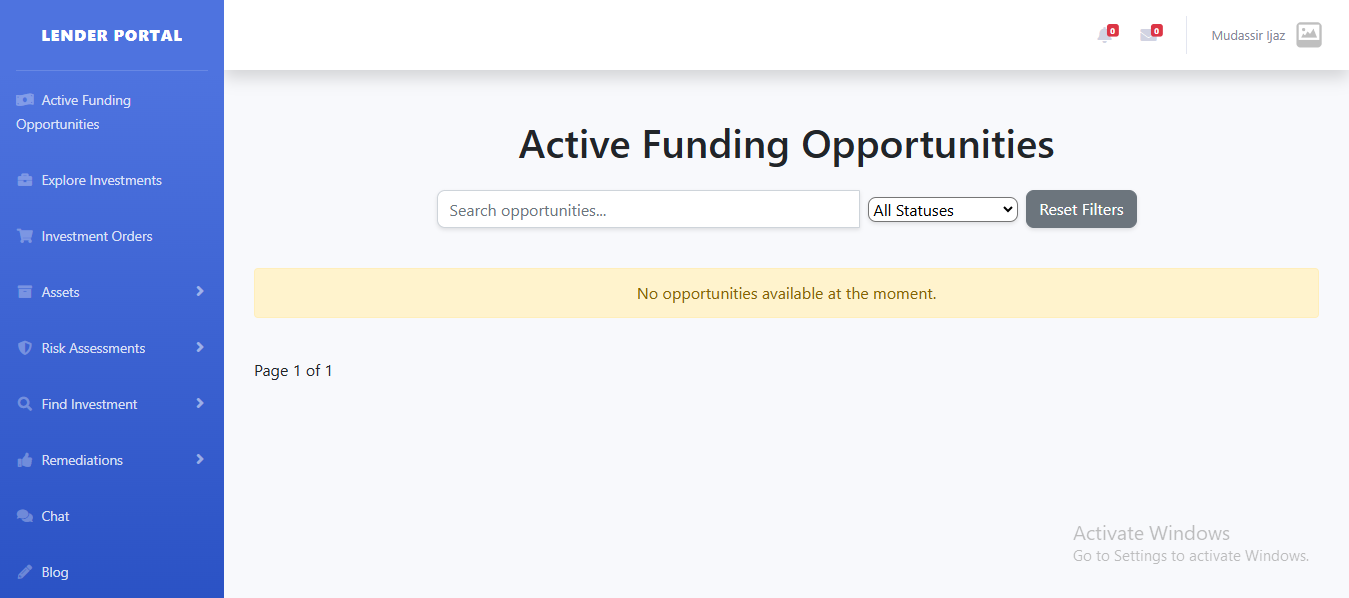 LENDER PORTAL
0
0
Mudassir Ijaz
Active Funding
Opportunities
Explore Investments
Investment Orders
Assets
Risk Assessments
Find Investment
Remediations
Chat
Blog
Active Funding Opportunities
Search opportunities...
All Statuses
Reset Filters
No opportunities available at the moment.
Page 1 of 1
Activate Windows
Go to Settings to activate Windows.